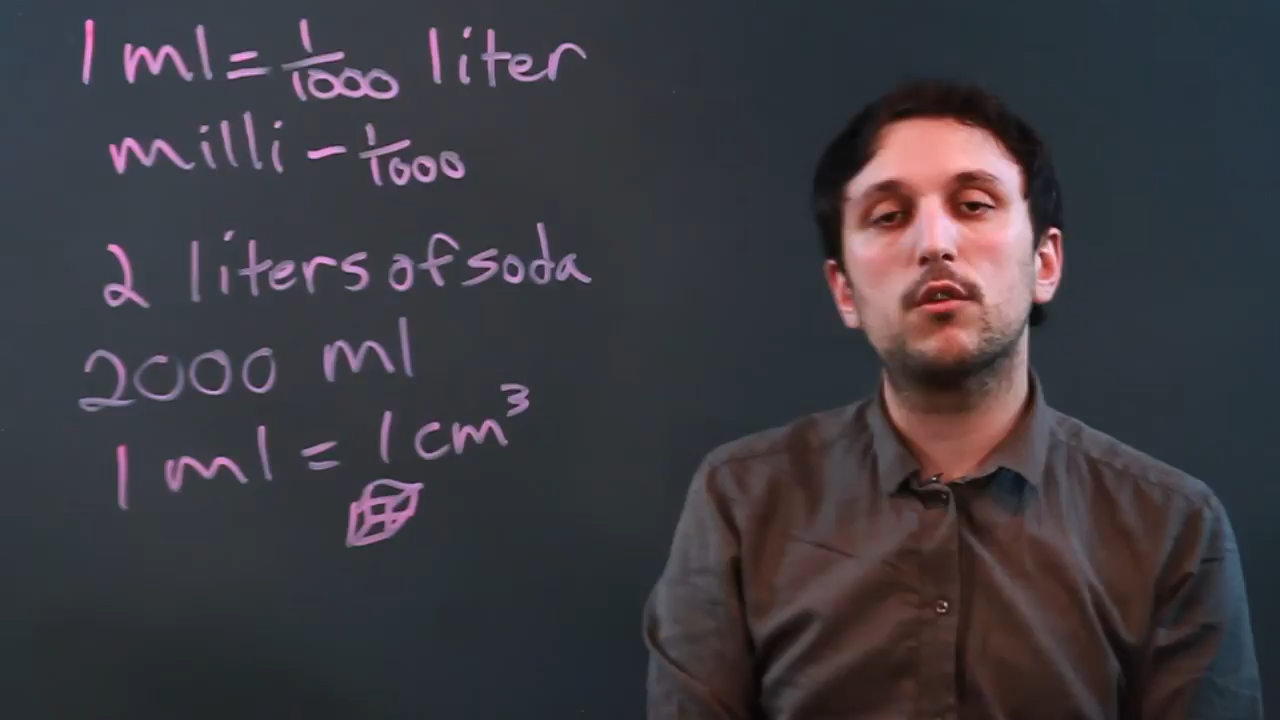 1 ml = 1/1000 liter
milli - 1/1000
2 liters of soda
2000 ml
1 ml = 1 cm³